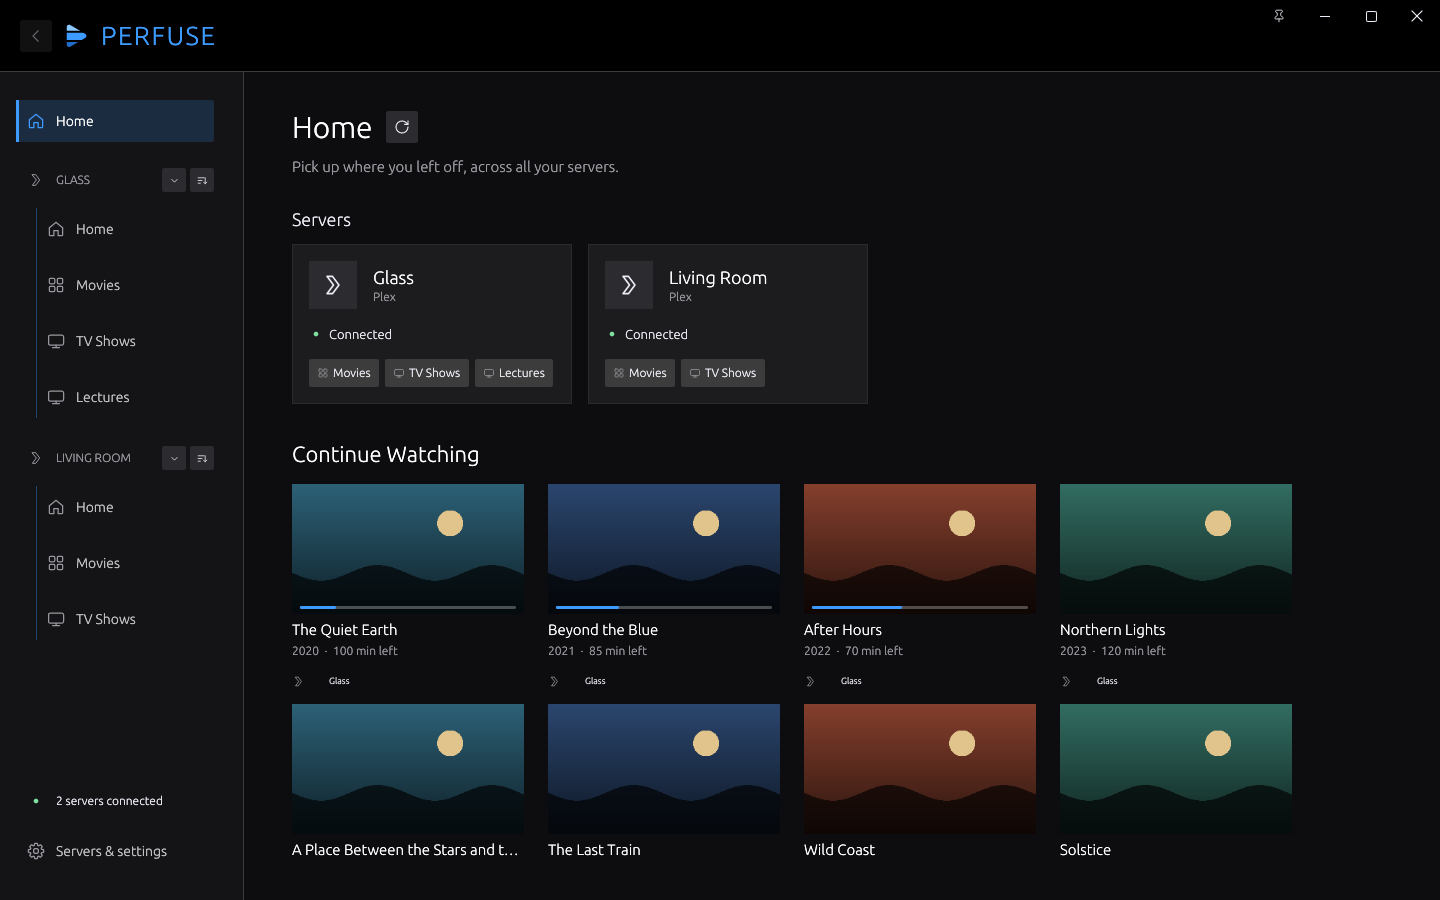 PERFUSE
Home
GLASS
Home
Movies
TV Shows
Lectures
LIVING ROOM
Home
Movies
TV Shows
2 servers connected
Servers & settings
Home
Pick up where you left off, across all your servers.
Servers
Glass
Plex
Connected
Movies TV Shows Lectures
Living Room
Plex
Connected
Movies TV Shows
Continue Watching
The Quiet Earth
2020 · 100 min left
Glass
Beyond the Blue
2021 · 85 min left
Glass
After Hours
2022 · 70 min left
Glass
Northern Lights
2023 · 120 min left
Glass
A Place Between the Stars and t...
The Last Train
Wild Coast
Solstice